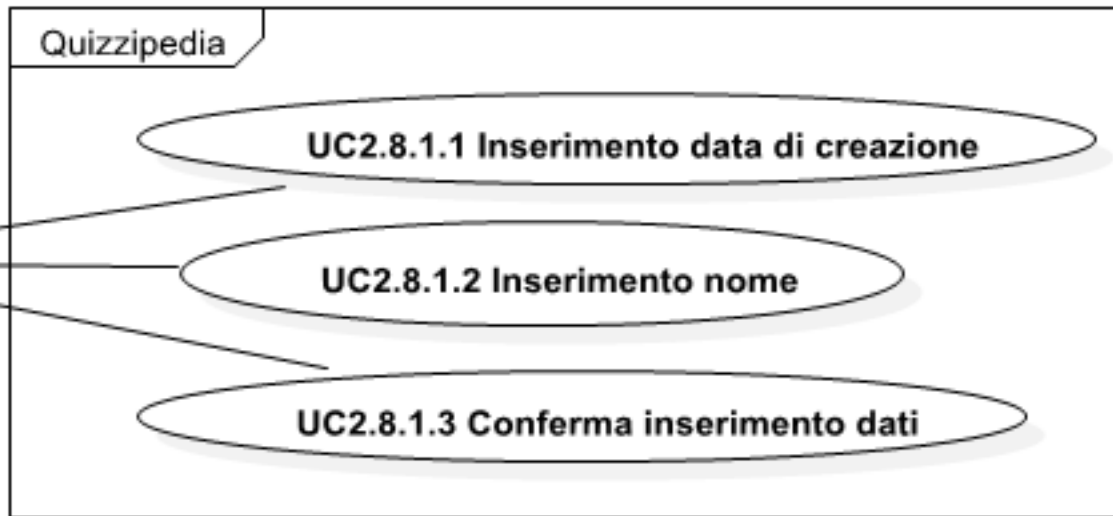 Quizzipedia
UC2.8.1.1 Inserimento data di creazione
UC2.8.1.2 Inserimento nome
UC2.8.1.3 Conferma inserimento dati